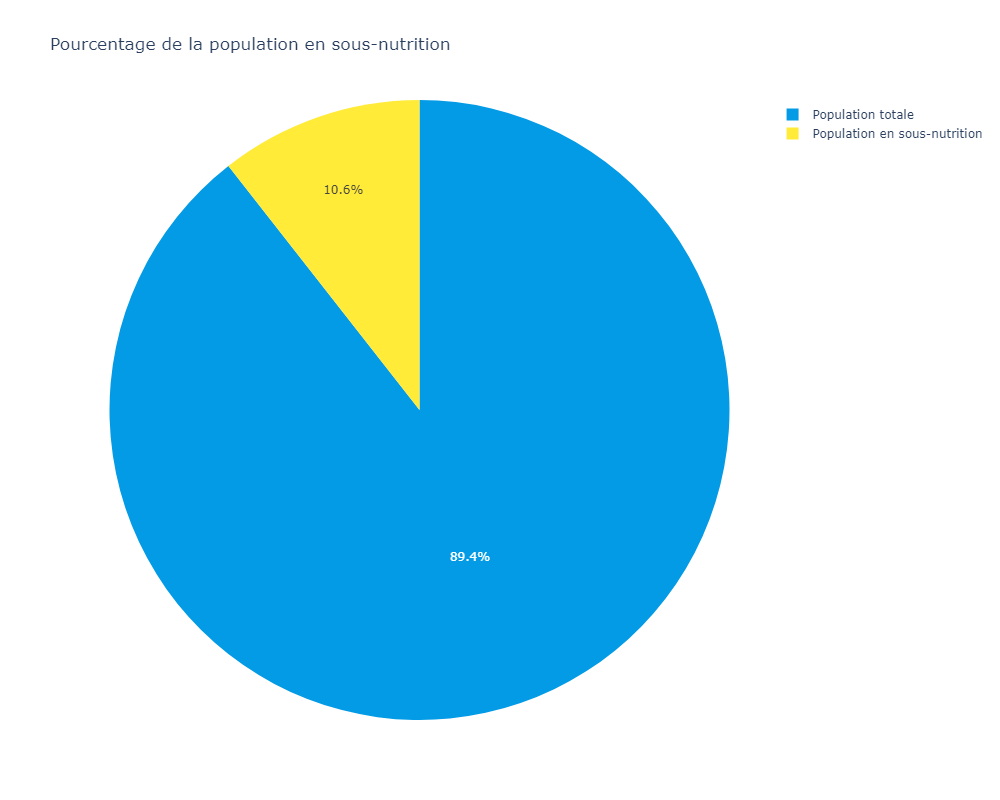 Pourcentage de la population en sous-nutrition
Population totale
Population en sous-nutrition
10.6%
89.4%